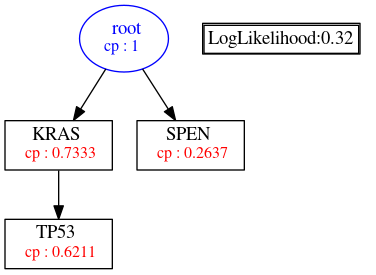 root
cp : 1
LogLikelihood:0.32
KRAS
cp : 0.7333
SPEN
cp : 0.2637
TP53
cp : 0.6211